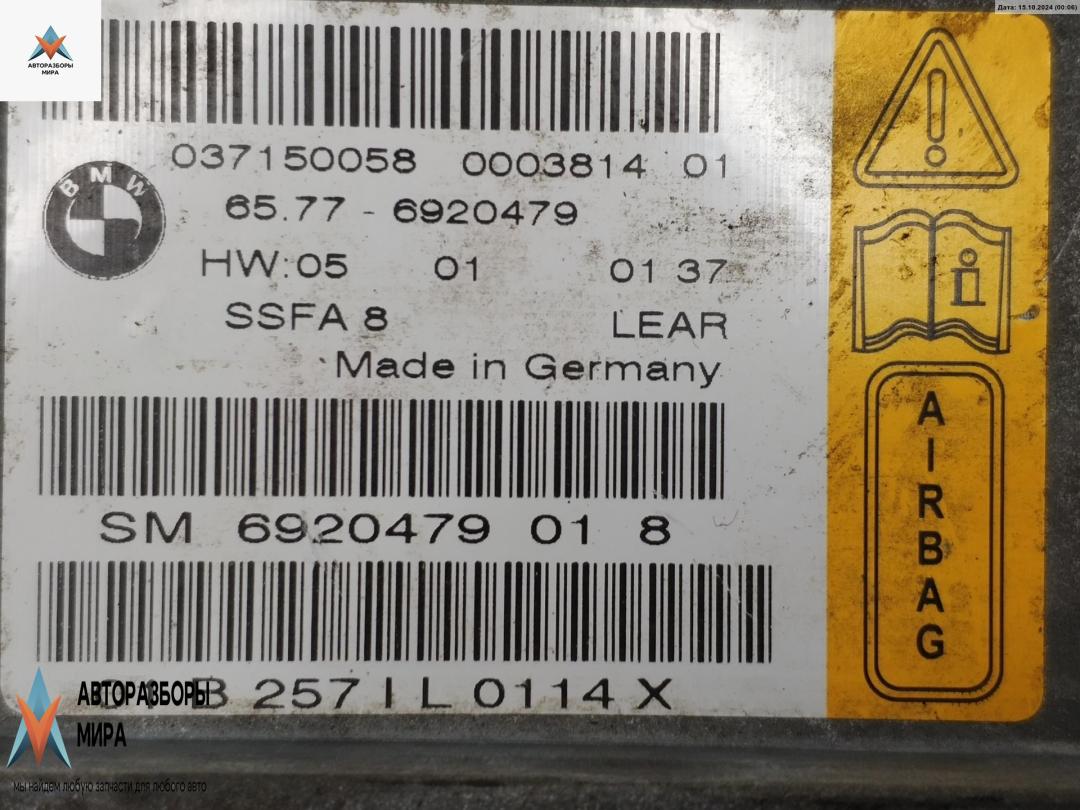 Дата: 15.10.2024 (00:06)
АВТОРАЗБОРЫ
МИРА
037150058 0003814 01
BMW
65.77 - 6920479
HW:05 01 01 37
SSFA 8 LEAR
Made in Germany
SM 6920479 01 8
B 257 I L 0114 X
AIRBAG
АВТОРАЗБОРЫ
МИРА
мы найдем любую запчасти для любого авто